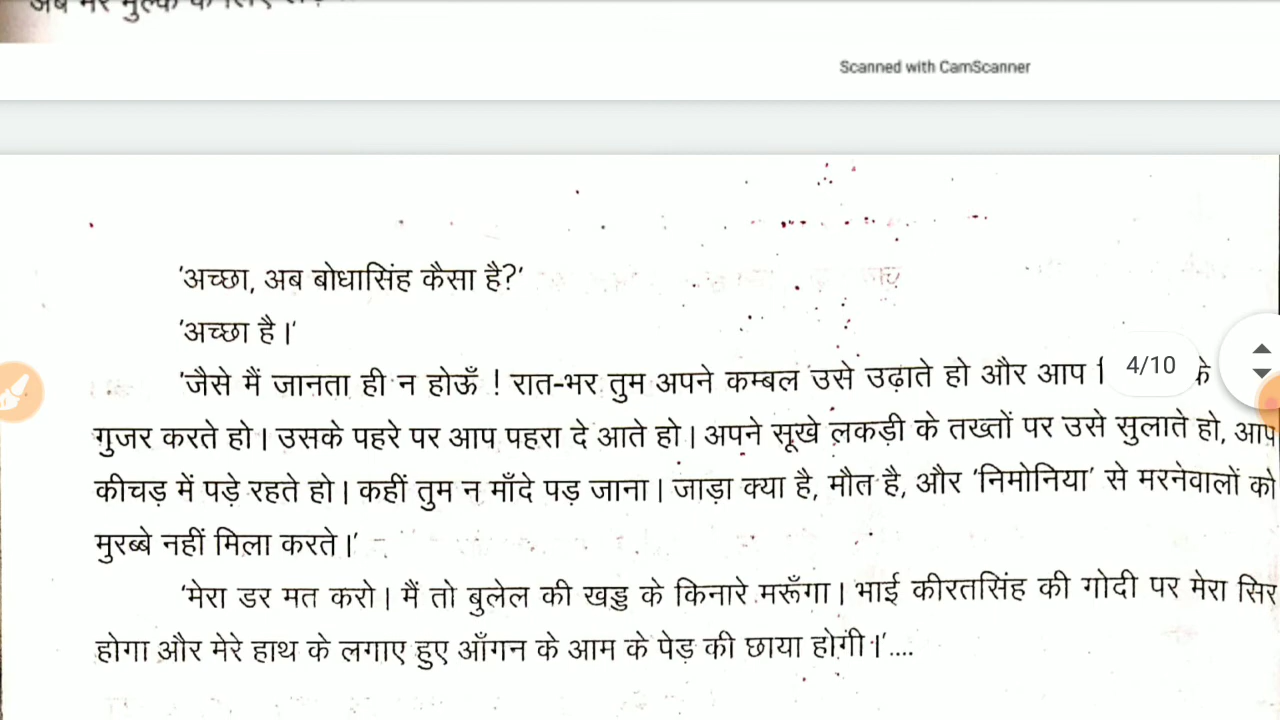 Scanned with CamScanner
'अच्छा, अब बोधासिंह कैसा है?'
'अच्छा है।'
'जैसे मैं जानता ही न होऊँ ! रात-भर तुम अपने कम्बल उसे उढ़ाते हो और आप के
4/10
गुजर करते हो। उसके पहरे पर आप पहरा दे आते हो। अपने सूखे लकड़ी के तख्तों पर उसे सुलाते हो, आप
कीचड़ में पड़े रहते हो। कहीं तुम न माँदे पड़ जाना। जाड़ा क्या है, मौत है, और 'निमोनिया' से मरनेवालों को
मुरब्बे नहीं मिला करते।'
'मेरा डर मत करो। मैं तो बुलेल की खड्ड के किनारे मरूँगा। भाई कीरतसिंह की गोदी पर मेरा सिर
होगा और मेरे हाथ के लगाए हुए आँगन के आम के पेड़ की छाया होगी।'....